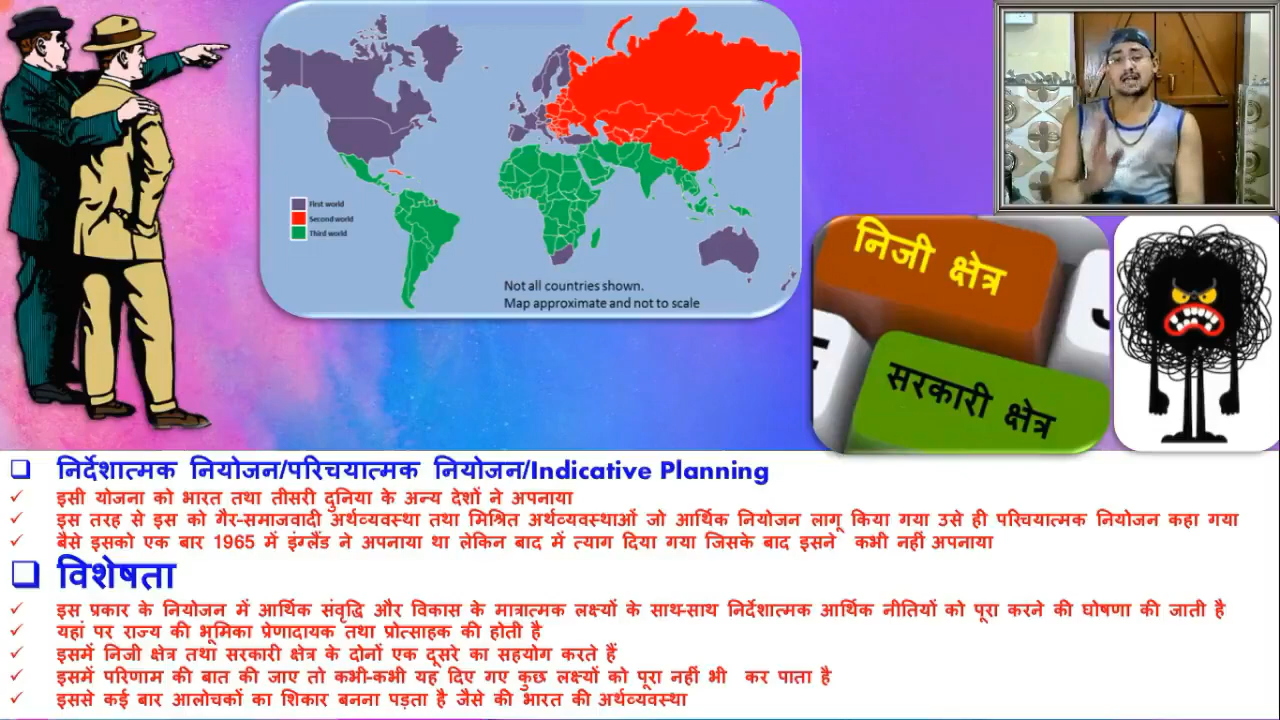 First world
Second world
Third world
Not all countries shown.
Map approximate and not to scale
निजी क्षेत्र
सरकारी क्षेत्र
निर्देशात्मक नियोजन/परिचयात्मक नियोजन/Indicative Planning
इसी योजना को भारत तथा तीसरी दुनिया के अन्य देशों ने अपनाया
इस तरह से इस को गैर-समाजवादी अर्थव्यवस्था तथा मिश्रित अर्थव्यवस्थाओं जो आर्थिक नियोजन लागू किया गया उसे ही परिचयात्मक नियोजन कहा गया
बैसे इसको एक बार 1965 में इंग्लैंड ने अपनाया था लेकिन बाद में त्याग दिया गया जिसके बाद इसने कभी नहीं अपनाया
विशेषता
इस प्रकार के नियोजन में आर्थिक संवृद्धि और विकास के मात्रात्मक लक्ष्यों के साथ-साथ निर्देशात्मक आर्थिक नीतियों को पूरा करने की घोषणा की जाती है
यहां पर राज्य की भूमिका प्रेणादायक तथा प्रोत्साहक की होती है
इसमें निजी क्षेत्र तथा सरकारी क्षेत्र के दोनों एक दूसरे का सहयोग करते हैं
इसमें परिणाम की बात की जाए तो कभी-कभी यह दिए गए कुछ लक्ष्यों को पूरा नहीं भी कर पाता है
इससे कई बार आलोचकों का शिकार बनना पड़ता है जैसे की भारत की अर्थव्यवस्था